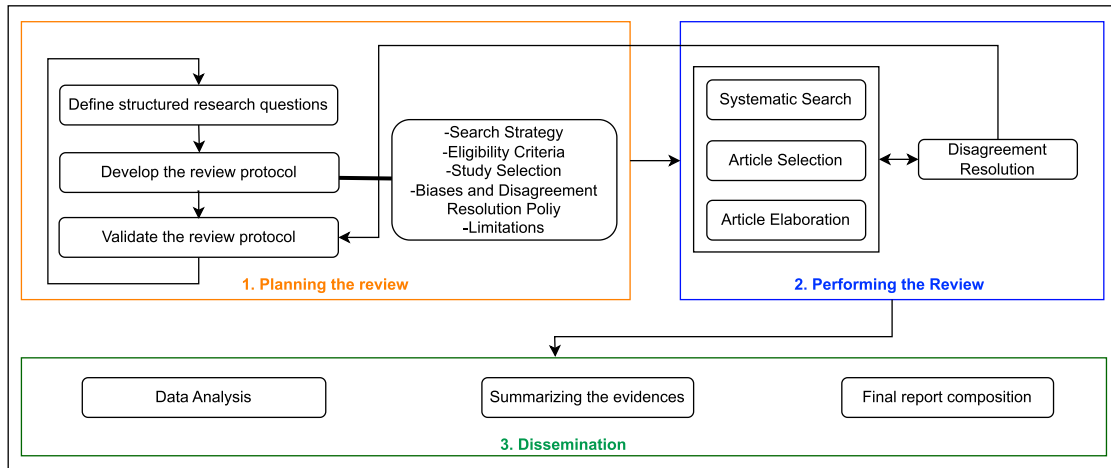 Define structured research questions
Develop the review protocol
Validate the review protocol
-Search Strategy
-Eligibility Criteria
-Study Selection
-Biases and Disagreement
Resolution Poliy
-Limitations
1. Planning the review
Systematic Search
Article Selection
Article Elaboration
Disagreement
Resolution
2. Performing the Review
Data Analysis
Summarizing the evidences
Final report composition
3. Dissemination